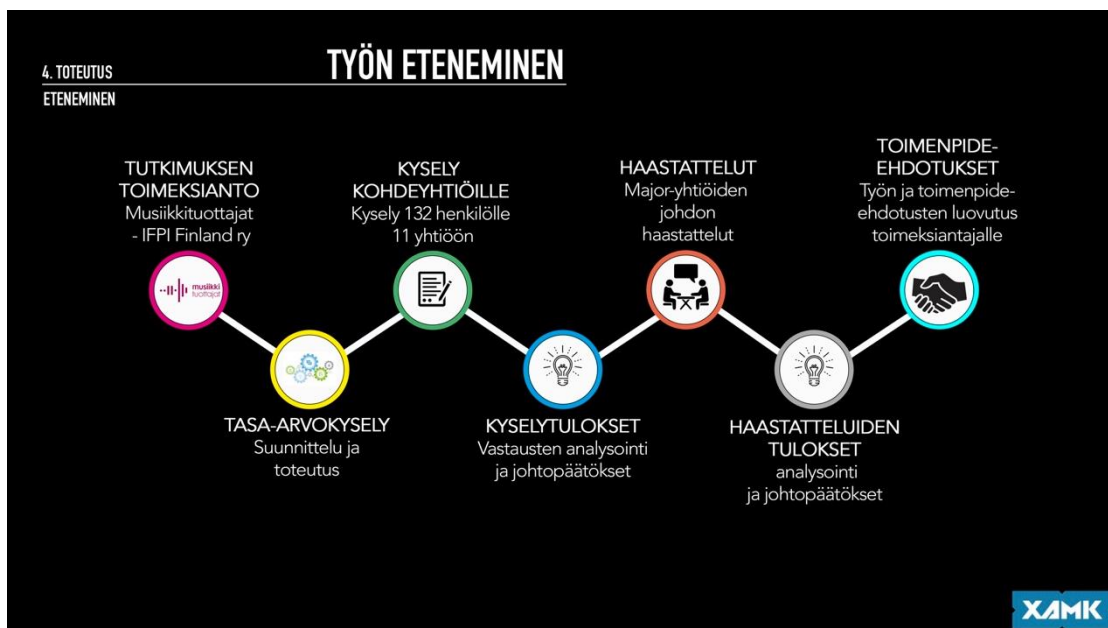 4. TOTEUTUS
TYÖN ETENEMINEN
ETENEMINEN
TUTKIMUKSEN
TOIMEKSIANTO
Musiikkituottajat
- IFPI Finland ry
musiikki
tuottajat
TASA-ARVOKYSELY
Suunnittelu ja
toteutus
KYSELY
KOHDEYHTIÖILLE
Kysely 132 henkilölle
11 yhtiöön
KYSELYTULOKSET
Vastausten analysointi
ja johtopäätökset
HAASTATTELUT
Major-yhtiöiden
johdon
haastattelut
HAASTATTELUIDEN
TULOKSET
analysointi
ja johtopäätökset
TOIMENPIDE-
EHDOTUKSET
Työn ja toimenpide-
ehdotusten luovutus
toimeksiantajalle
XAMK